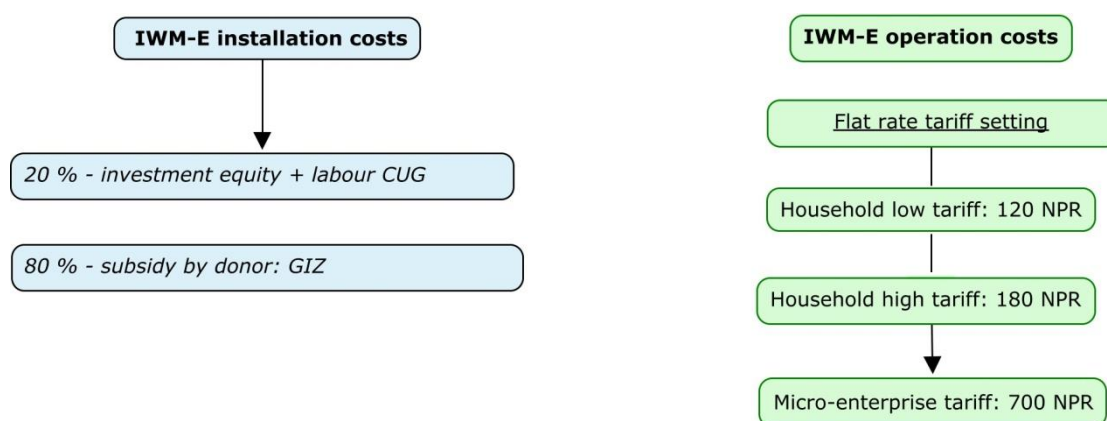 IWM-E installation costs
20 % - investment equity + labour CUG
80 % - subsidy by donor: GIZ
IWM-E operation costs
Flat rate tariff setting
Household low tariff: 120 NPR
Household high tariff: 180 NPR
Micro-enterprise tariff: 700 NPR